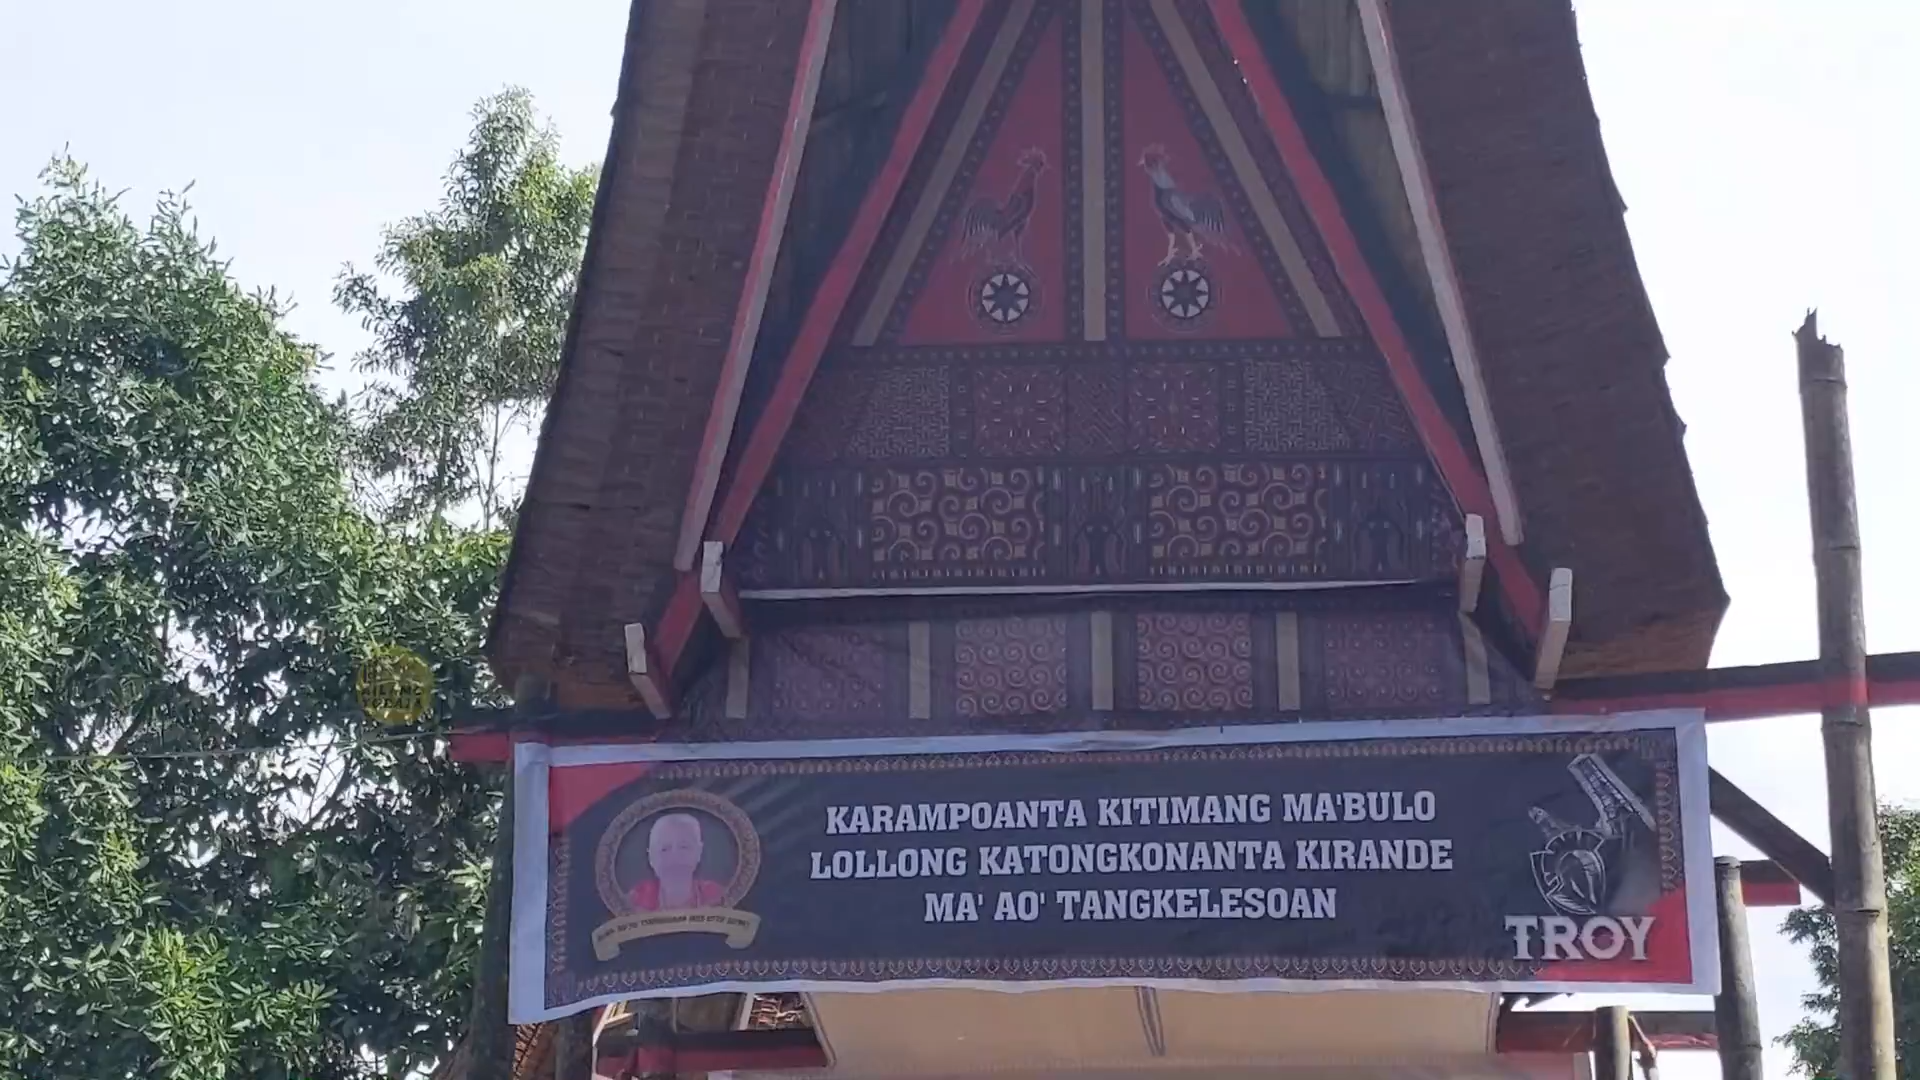 KARAMPOANTA KITIMANG MA'BULO
LOLLONG KATONGKONANTA KIRANDE
MA' AO' TANGKELESOAN
TROY